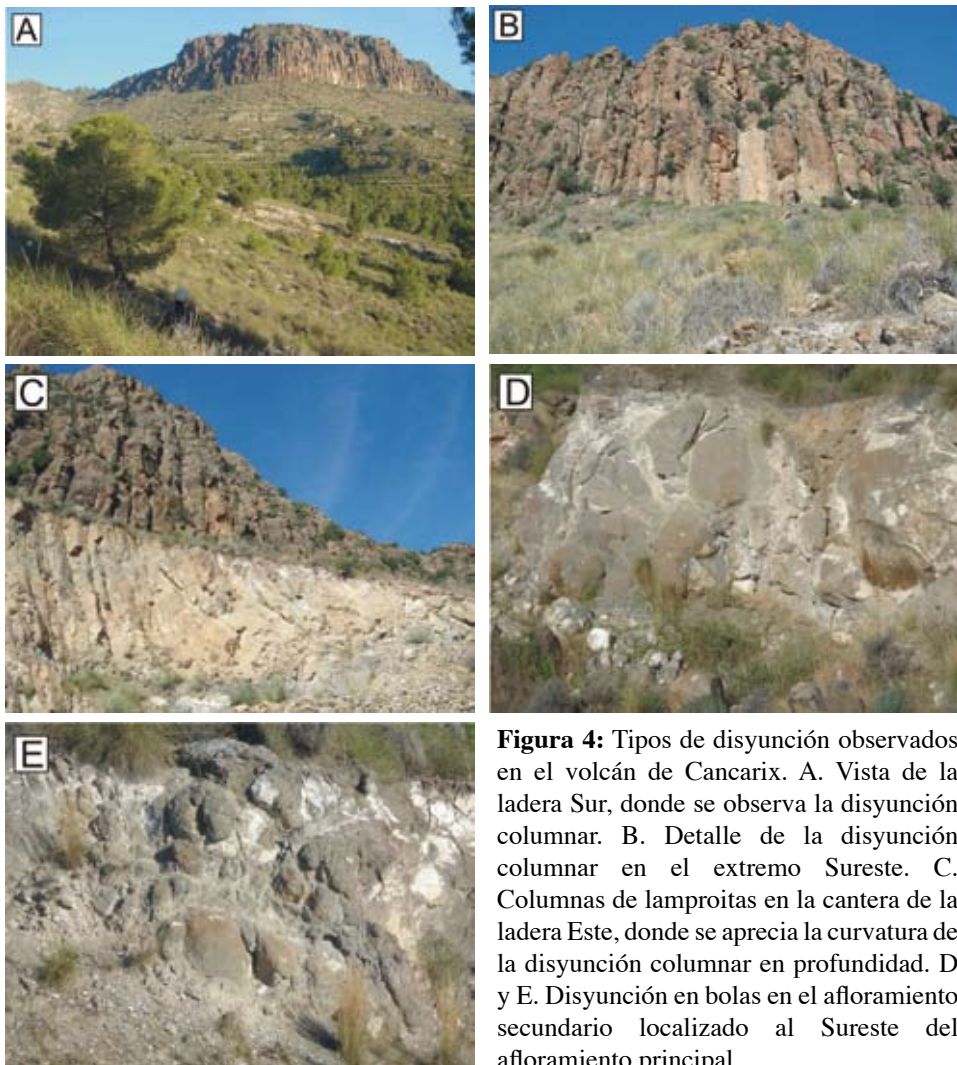 A
B
C
D
E
Figura 4: Tipos de disyunción observados
en el volcán de Cancarix. A. Vista de la
ladera Sur, donde se observa la disyunción
columnar. B. Detalle de la disyunción
columnar en el extremo Sureste. C.
Columnas de lamproitas en la cantera de la
ladera Este, donde se aprecia la curvatura de
la disyunción columnar en profundidad. D
y E. Disyunción en bolas en el afloramiento
secundario localizado al Sureste del
afloramiento principal